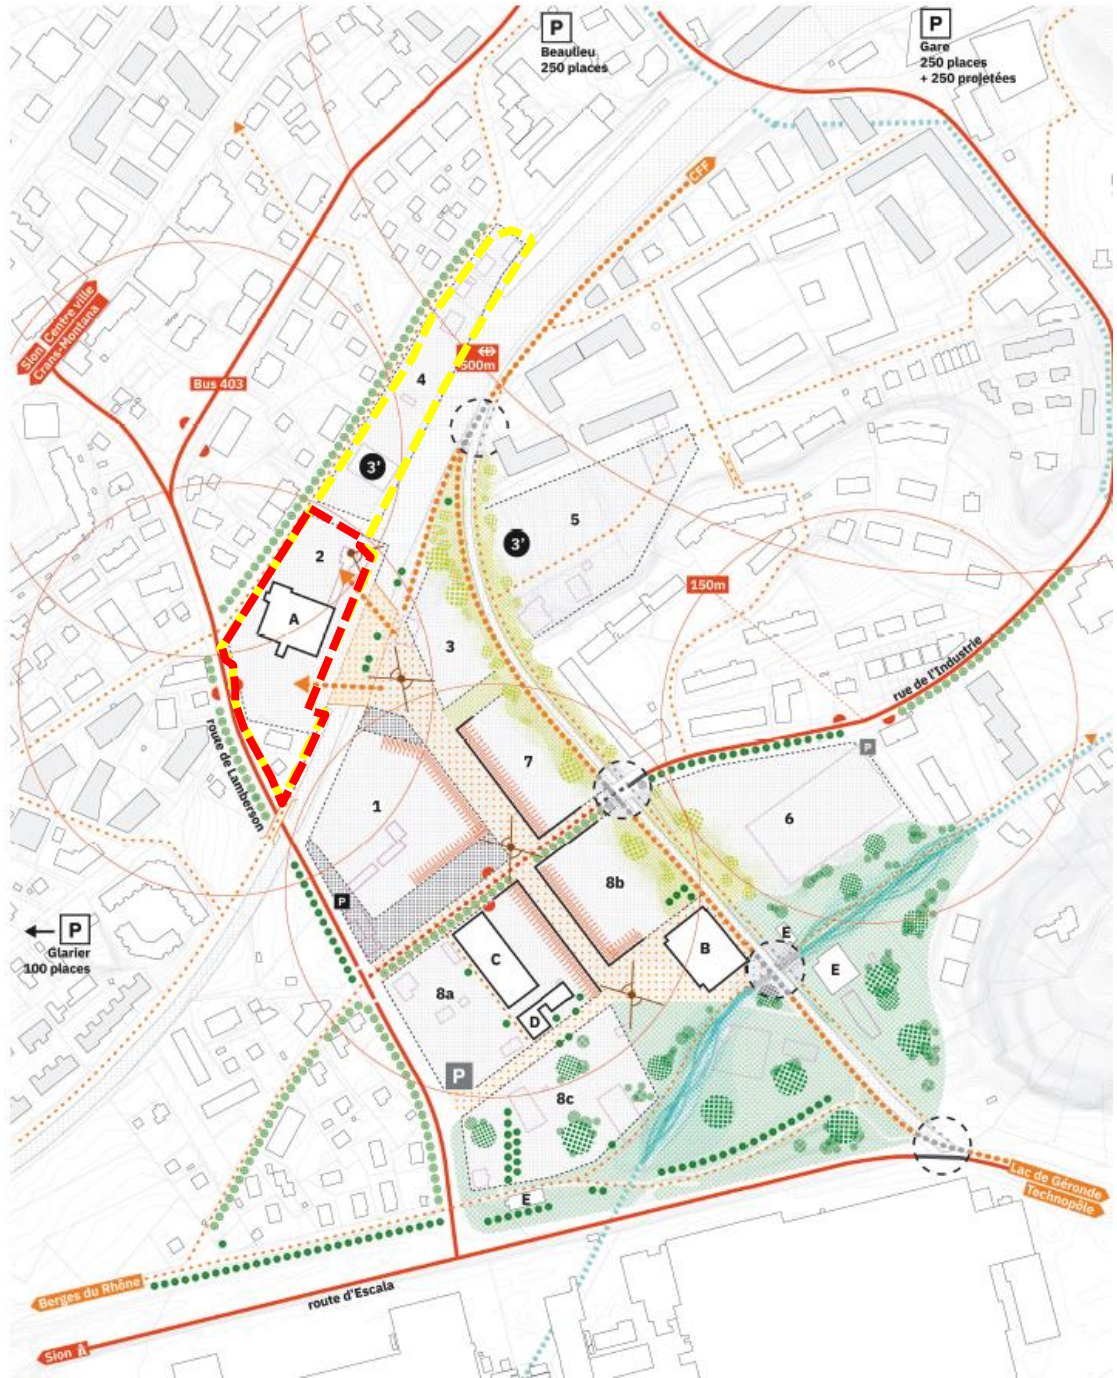 P
Beaulieu
250 places
P
Gare
250 places
+ 250 projetées
CFF
Sion Centre ville
Crans-Montana
Bus 403
500m
4
3'
5
3'
2
150m
A
3
rue de l'Industrie
route de Lamberson
7
P
1
6
8b
P
P
Glarier
100 places
B
E
C
E
8a
D
P
8c
E
Lac de Géronde
Technopôle
Berges du Rhône
route d'Escala
Sion